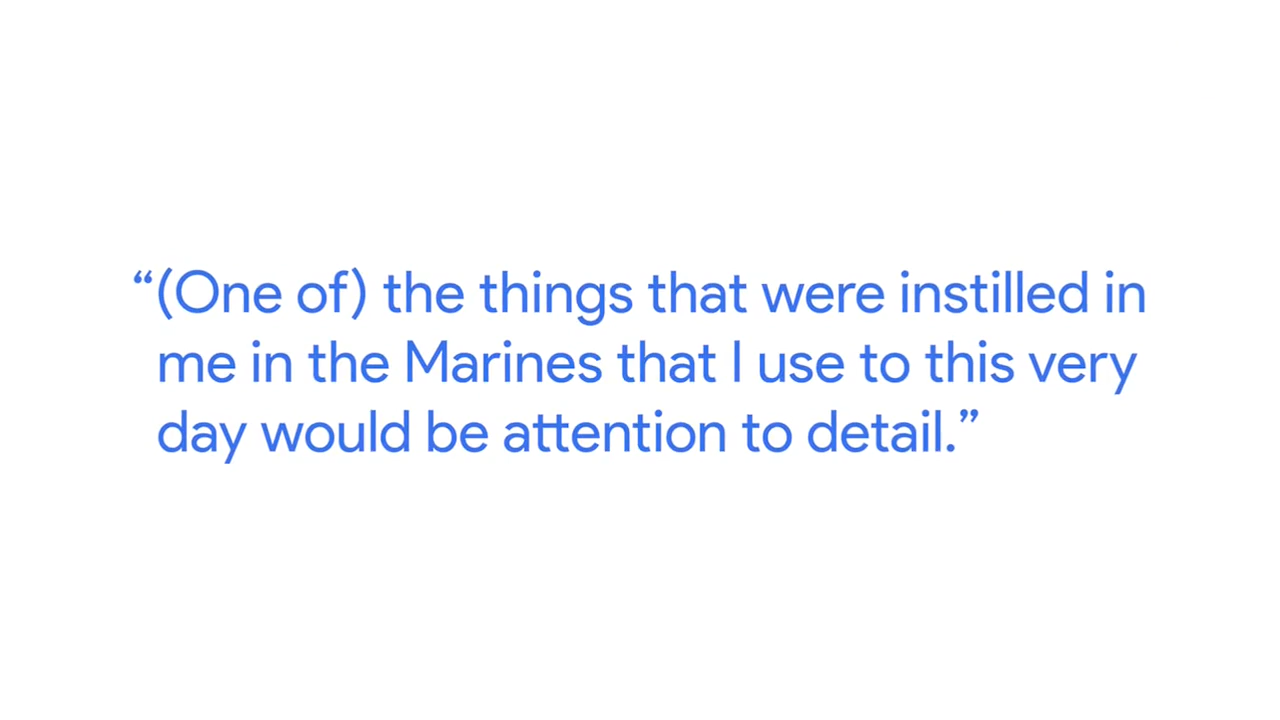 “(One of) the things that were instilled in
me in the Marines that I use to this very
day would be attention to detail.”